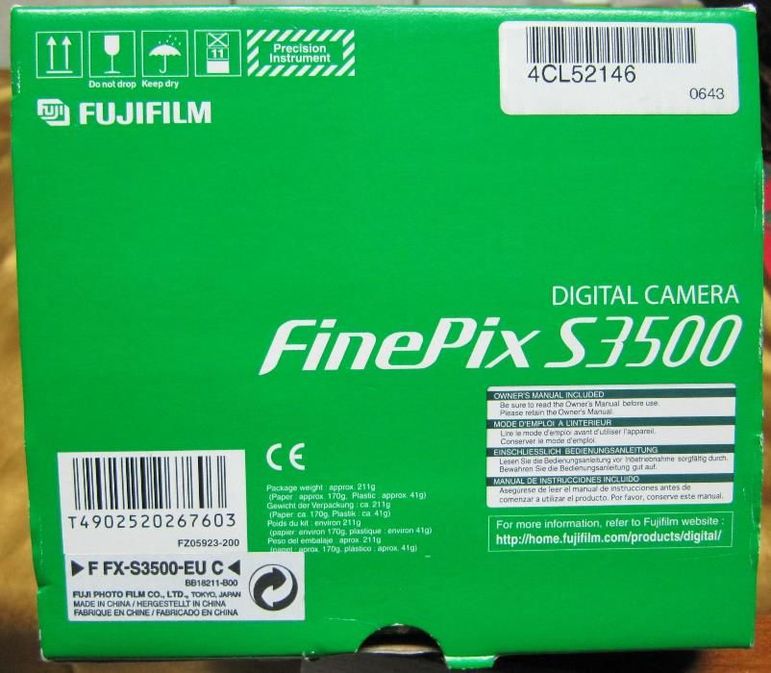 Do not drop Keep dry
11
Precision
Instrument
4CL52146
0643
FUJI FUJIFILM
DIGITAL CAMERA
FinePix S3500
OWNER'S MANUAL INCLUDED
Be sure to read the Owner's Manual before use.
Please retain the Owner's Manual.
MODE D'EMPLOI A L'INTERIEUR
Lire le mode d'emploi avant d'utiliser l'appareil.
Conserver le mode d'emploi.
EINSCHLIESSLICH BEDIENUNGSANLEITUNG
Lesen Sie die Bedienungsanleitung vor Inbetriebnahme sorgfältig durch.
Bewahren Sie die Bedienungsanleitung gut auf.
MANUAL DE INSTRUCCIONES INCLUIDO
Asegurese de leer el manual de instrucciones antes de
comenzar a utilizar el producto. Por favor, conserve este manual.
For more information, refer to Fujifilm website :
http://home.fujifilm.com/products/digital/
CE
Package weight : approx. 211g
(Paper : approx. 170g, Plastic : approx. 41g)
Gewicht der Verpackung : ca. 211g
(Papier : ca. 170g, Plastik : ca. 41g)
Poids du kit : environ 211g
(papier : environ 170g, plastique : environ 41g)
Peso del embalaje : aprox. 211g
(papel : aprox. 170g, plástico : aprox. 41g)
T4902520267603
FZ05923-200
▶F FX-S3500-EU C◀
BB18211-B00
FUJI PHOTO FILM CO., LTD., TOKYO, JAPAN
MADE IN CHINA / HERGESTELLT IN CHINA
FABRIQUE EN CHINE / FABRICADO EN CHINA